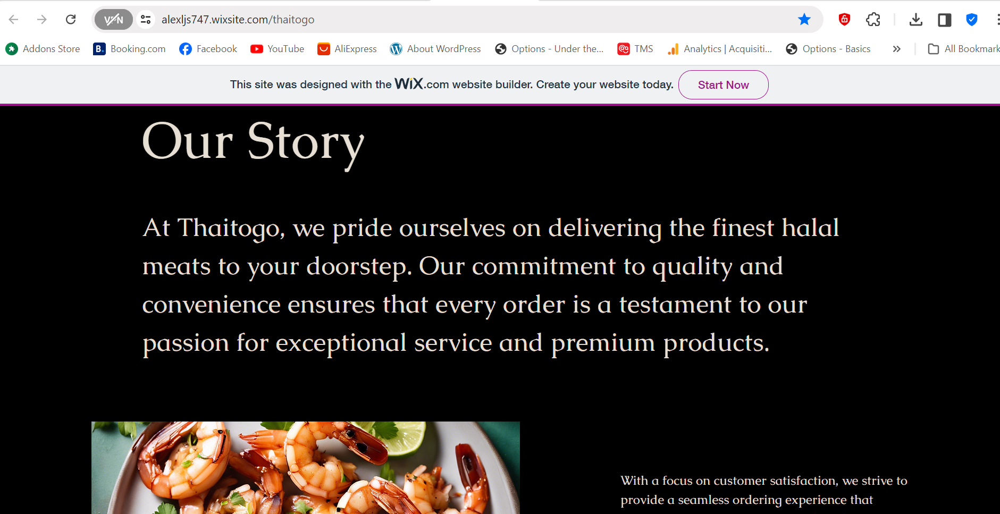 VPN
alexljs747.wixsite.com/thaitogo
Addons Store
B. Booking.com
Facebook
YouTube
AliExpress
About WordPress
Options - Under the...
TMS
Analytics | Acquisiti...
Options - Basics
»
All Bookmark
This site was designed with the WiX.com website builder. Create your website today.
Start Now
Our Story
At Thaitogo, we pride ourselves on delivering the finest halal
meats to your doorstep. Our commitment to quality and
convenience ensures that every order is a testament to our
passion for exceptional service and premium products.
With a focus on customer satisfaction, we strive to
provide a seamless ordering experience that